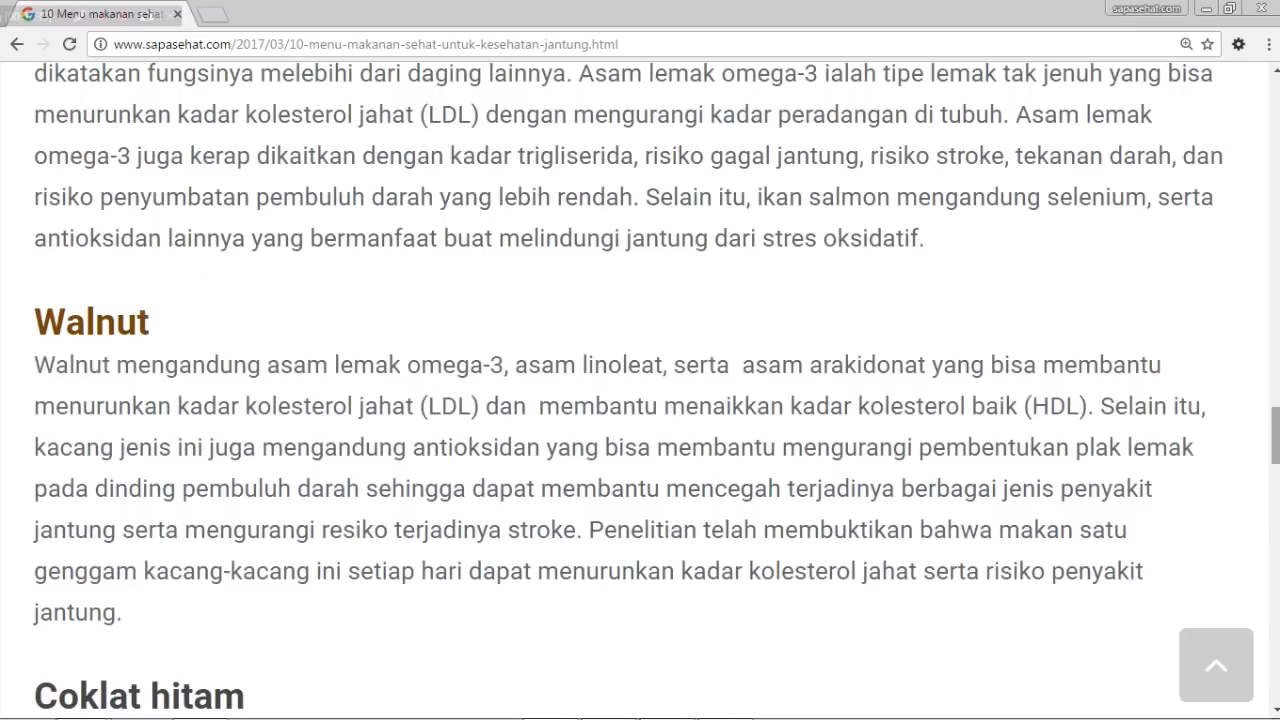 10 Menu makanan sehat
sapasehat.com
www.sapasehat.com/2017/03/10-menu-makanan-sehat-untuk-kesehatan-jantung.html
dikatakan fungsinya melebihi dari daging lainnya. Asam lemak omega-3 ialah tipe lemak tak jenuh yang bisa
menurunkan kadar kolesterol jahat (LDL) dengan mengurangi kadar peradangan di tubuh. Asam lemak
omega-3 juga kerap dikaitkan dengan kadar trigliserida, risiko gagal jantung, risiko stroke, tekanan darah, dan
risiko penyumbatan pembuluh darah yang lebih rendah. Selain itu, ikan salmon mengandung selenium, serta
antioksidan lainnya yang bermanfaat buat melindungi jantung dari stres oksidatif.
Walnut
Walnut mengandung asam lemak omega-3, asam linoleat, serta  asam arakidonat yang bisa membantu
menurunkan kadar kolesterol jahat (LDL) dan  membantu menaikkan kadar kolesterol baik (HDL). Selain itu,
kacang jenis ini juga mengandung antioksidan yang bisa membantu mengurangi pembentukan plak lemak
pada dinding pembuluh darah sehingga dapat membantu mencegah terjadinya berbagai jenis penyakit
jantung serta mengurangi resiko terjadinya stroke. Penelitian telah membuktikan bahwa makan satu
genggam kacang-kacang ini setiap hari dapat menurunkan kadar kolesterol jahat serta risiko penyakit
jantung.
Coklat hitam